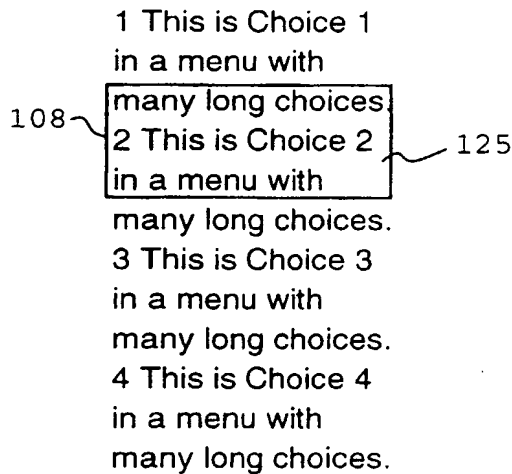 1 This is Choice 1
in a menu with
many long choices.
108
2 This is Choice 2
125
in a menu with
many long choices.
3 This is Choice 3
in a menu with
many long choices.
4 This is Choice 4
in a menu with
many long choices.